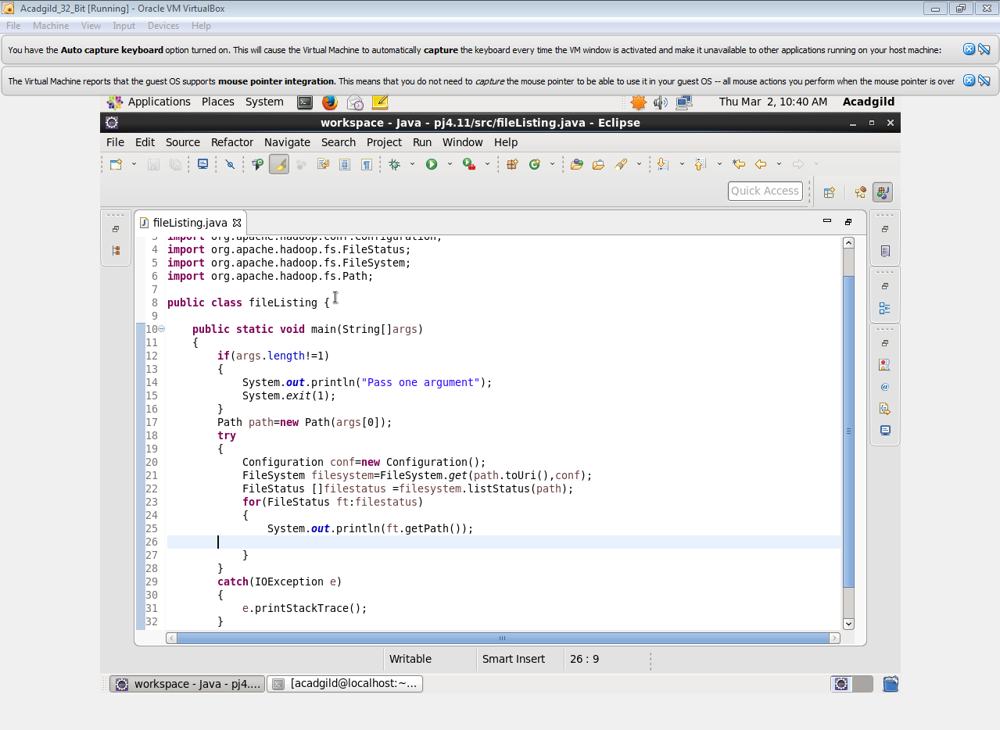 Acadgild_32_Bit [Running] - Oracle VM VirtualBox
File Machine View Input Devices Help
You have the Auto capture keyboard option turned on. This will cause the Virtual Machine to automatically capture the keyboard every time the VM window is activated and make it unavailable to other applications running on your host machine:
The Virtual Machine reports that the guest OS supports mouse pointer integration. This means that you do not need to capture the mouse pointer to be able to use it in your guest OS -- all mouse actions you perform when the mouse pointer is over
Applications Places System Thu Mar 2, 10:40 AM Acadgild
workspace - Java - pj4.11/src/fileListing.java - Eclipse
File Edit Source Refactor Navigate Search Project Run Window Help
Quick Access
fileListing.java
3 import org.apache.hadoop.conf.Configuration;
4 import org.apache.hadoop.fs.FileStatus;
5 import org.apache.hadoop.fs.FileSystem;
6 import org.apache.hadoop.fs.Path;
7
8 public class fileListing {
9
10 public static void main(String[]args)
11 {
12 if(args.length!=1)
13 {
14 System.out.println("Pass one argument");
15 System.exit(1);
16 }
17 Path path=new Path(args[0]);
18 try
19 {
20 Configuration conf=new Configuration();
21 FileSystem filesystem=FileSystem.get(path.toUri(),conf);
22 FileStatus []filestatus =filesystem.listStatus(path);
23 for(FileStatus ft:filestatus)
24 {
25 System.out.println(ft.getPath());
26
27 }
28 }
29 catch(IOException e)
30 {
31 e.printStackTrace();
32 }
Writable Smart Insert 26 : 9
workspace - Java - pj4.... [acadgild@localhost:~...